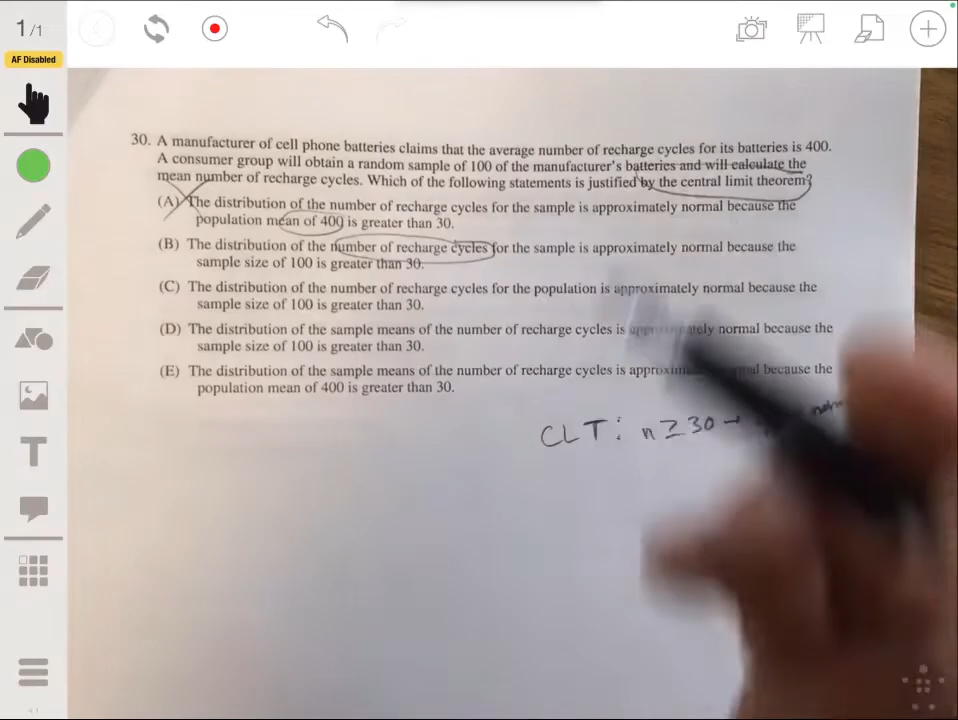 1/1
AF Disabled
30. A manufacturer of cell phone batteries claims that the average number of recharge cycles for its batteries is 400.
A consumer group will obtain a random sample of 100 of the manufacturer's batteries and will calculate the
mean number of recharge cycles. Which of the following statements is justified by the central limit theorem?
(A) The distribution of the number of recharge cycles for the sample is approximately normal because the
population mean of 400 is greater than 30.
(B) The distribution of the number of recharge cycles for the sample is approximately normal because the
sample size of 100 is greater than 30.
(C) The distribution of the number of recharge cycles for the population is approximately normal because the
sample size of 100 is greater than 30.
(D) The distribution of the sample means of the number of recharge cycles is approximately normal because the
sample size of 100 is greater than 30.
(E) The distribution of the sample means of the number of recharge cycles is approximately normal because the
population mean of 400 is greater than 30.
CLT: n ≥ 30 →
T